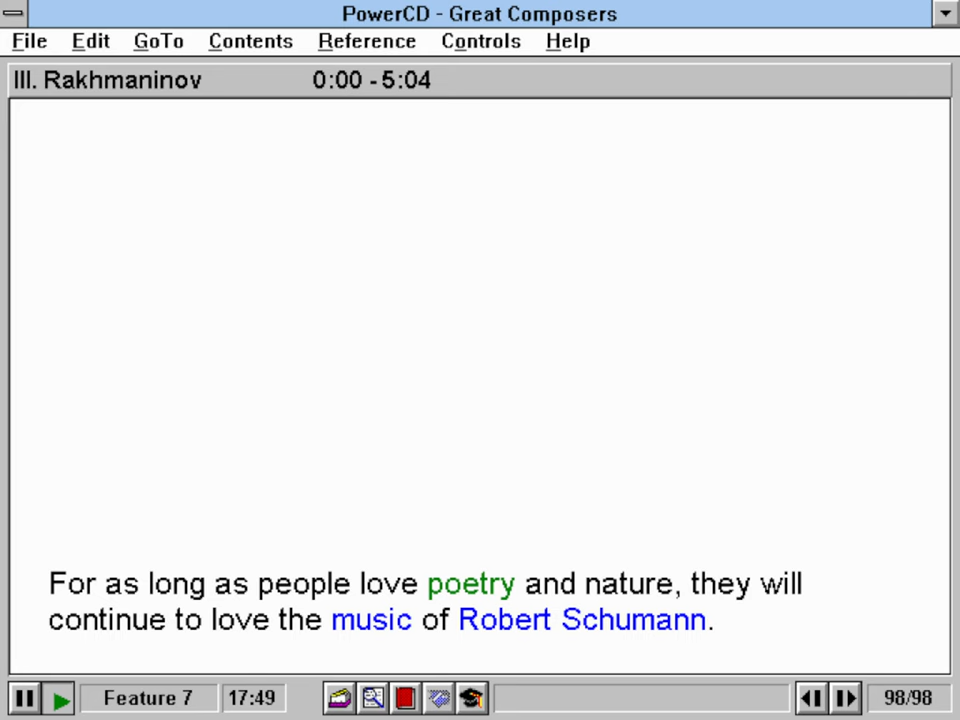 PowerCD - Great Composers
File Edit GoTo Contents Reference Controls Help
III. Rakhmaninov 0:00 - 5:04
For as long as people love poetry and nature, they will
continue to love the music of Robert Schumann.
Feature 7 17:49 98/98